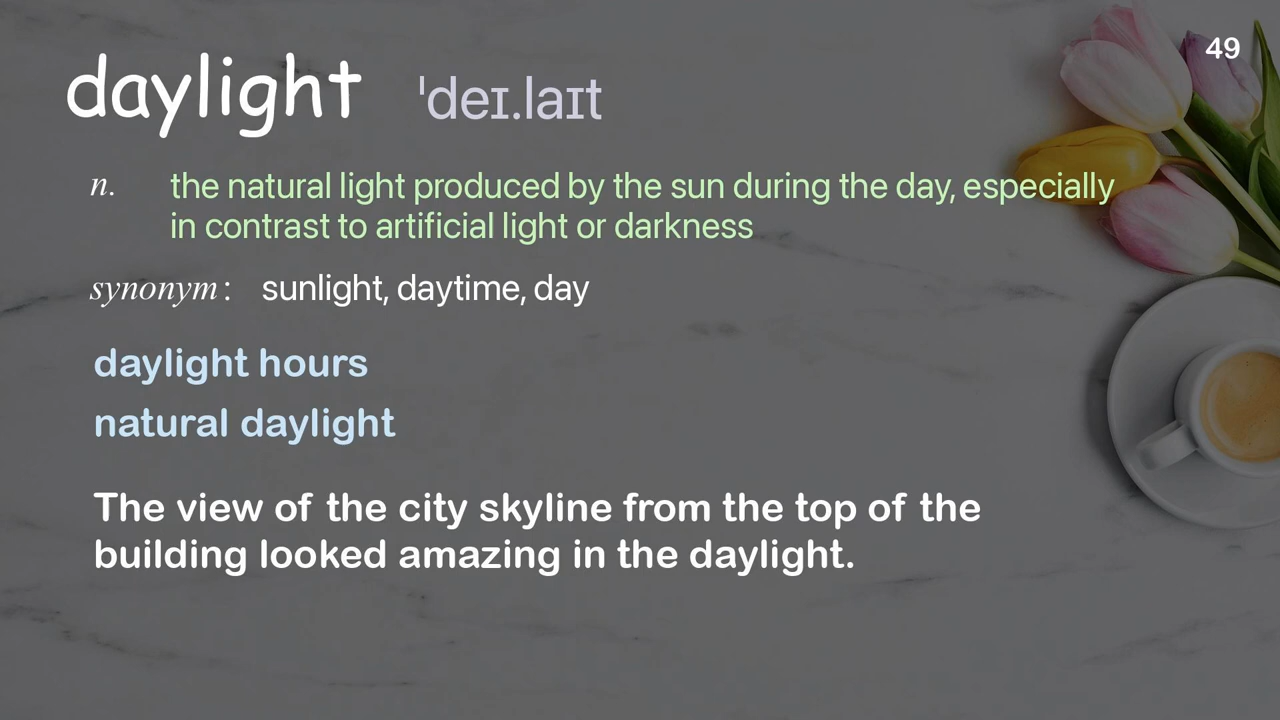 49
daylight ˈdeɪ.laɪt
n. the natural light produced by the sun during the day, especially
in contrast to artificial light or darkness
synonym: sunlight, daytime, day
daylight hours
natural daylight
The view of the city skyline from the top of the
building looked amazing in the daylight.